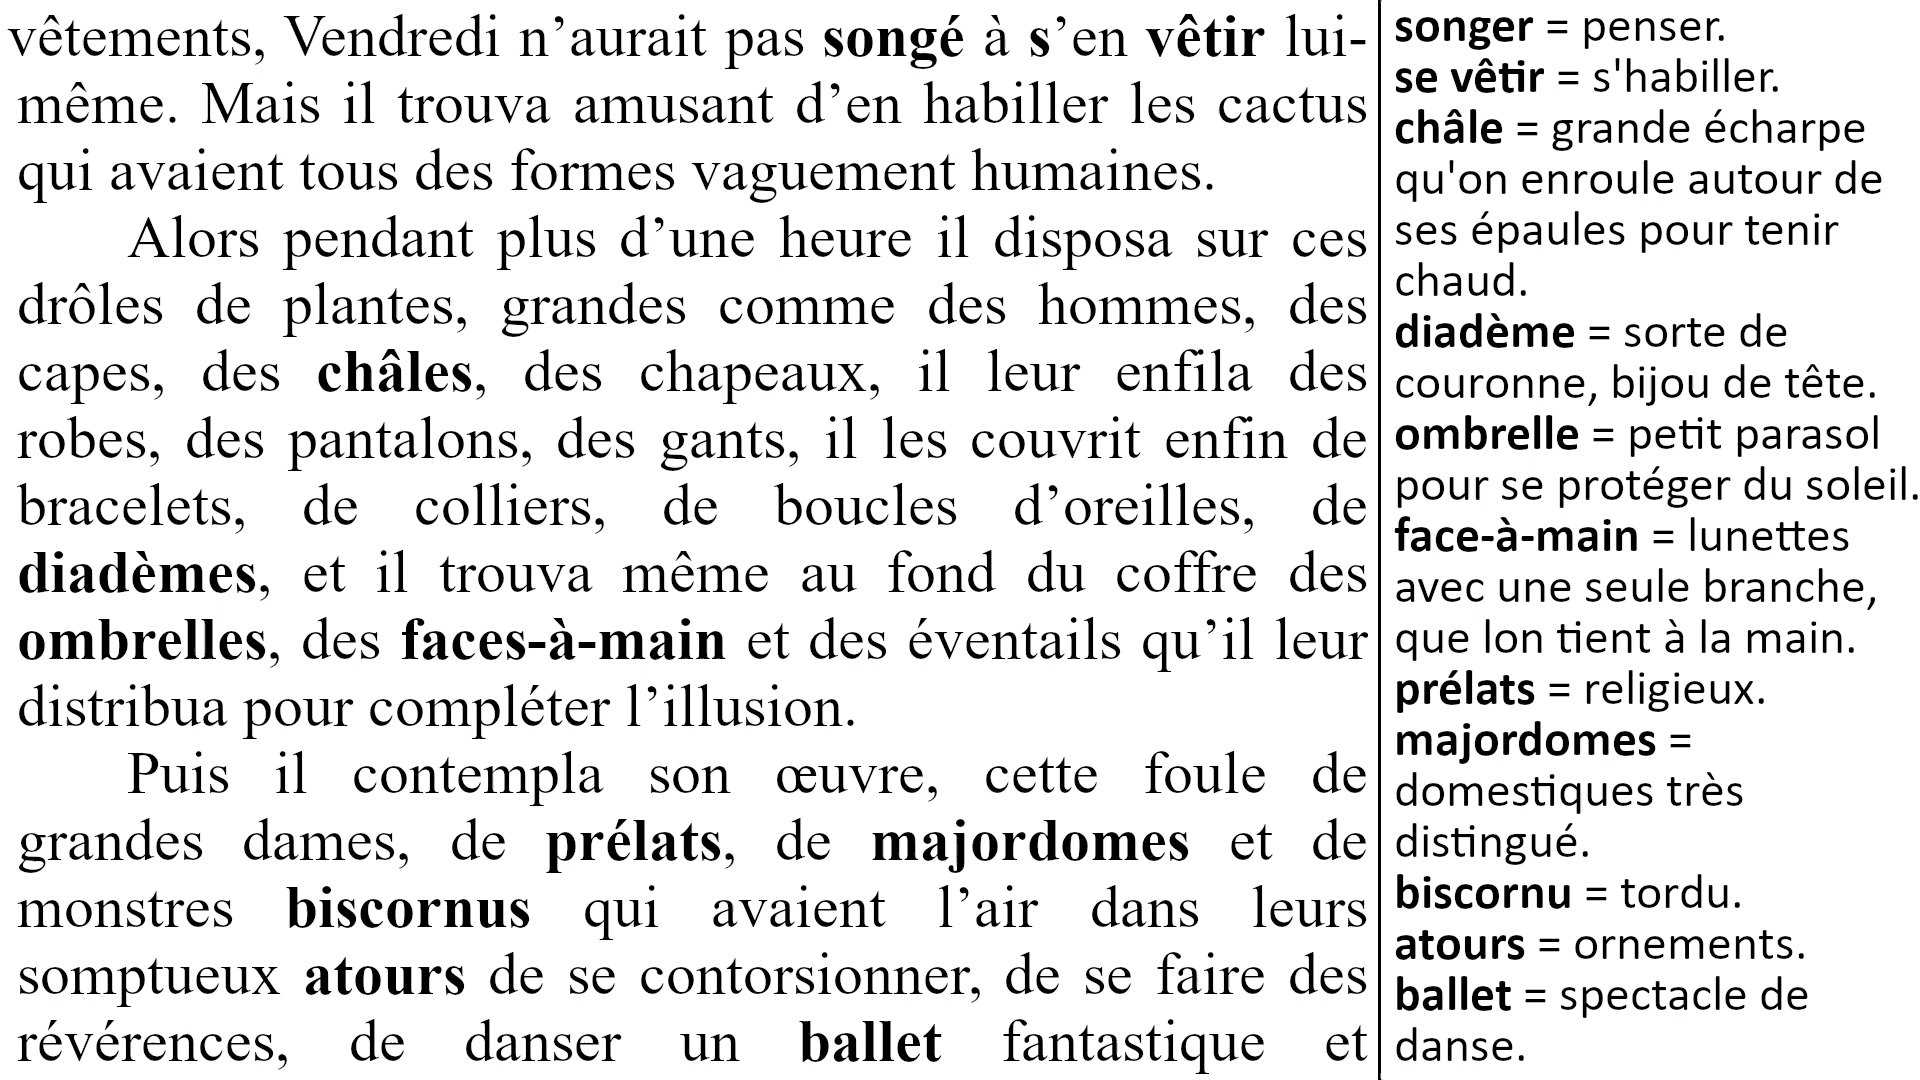 vêtements, Vendredi n’aurait pas songé à s’en vêtir lui-
même. Mais il trouva amusant d’en habiller les cactus
qui avaient tous des formes vaguement humaines.
Alors pendant plus d’une heure il disposa sur ces
drôles de plantes, grandes comme des hommes, des
capes, des châles, des chapeaux, il leur enfila des
robes, des pantalons, des gants, il les couvrit enfin de
bracelets, de colliers, de boucles d’oreilles, de
diadèmes, et il trouva même au fond du coffre des
ombrelles, des faces-à-main et des éventails qu’il leur
distribua pour compléter l’illusion.
Puis il contempla son œuvre, cette foule de
grandes dames, de prélats, de majordomes et de
monstres biscornus qui avaient l’air dans leurs
somptueux atours de se contorsionner, de se faire des
révérences, de danser un ballet fantastique et
songer = penser.
se vêtir = s'habiller.
châle = grande écharpe
qu'on enroule autour de
ses épaules pour tenir
chaud.
diadème = sorte de
couronne, bijou de tête.
ombrelle = petit parasol
pour se protéger du soleil.
face-à-main = lunettes
avec une seule branche,
que lon tient à la main.
prélats = religieux.
majordomes =
domestiques très
distingué.
biscornu = tordu.
atours = ornements.
ballet = spectacle de
danse.